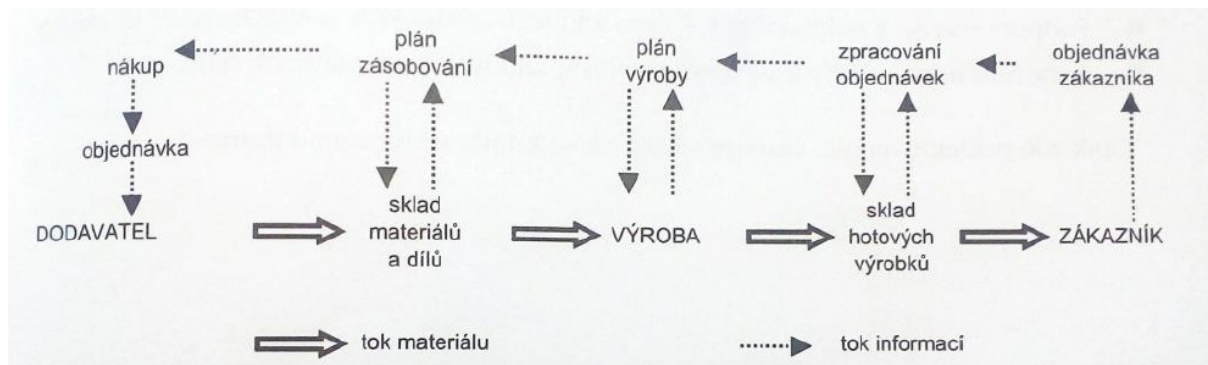 nákup
plán
zásobování
plán
výroby
zpracování
objednávek
objednávka
zákazníka
objednávka
DODAVATEL
sklad
materiálů
a dílů
VÝROBA
sklad
hotových
výrobků
ZÁKAZNÍK
tok materiálu
tok informací